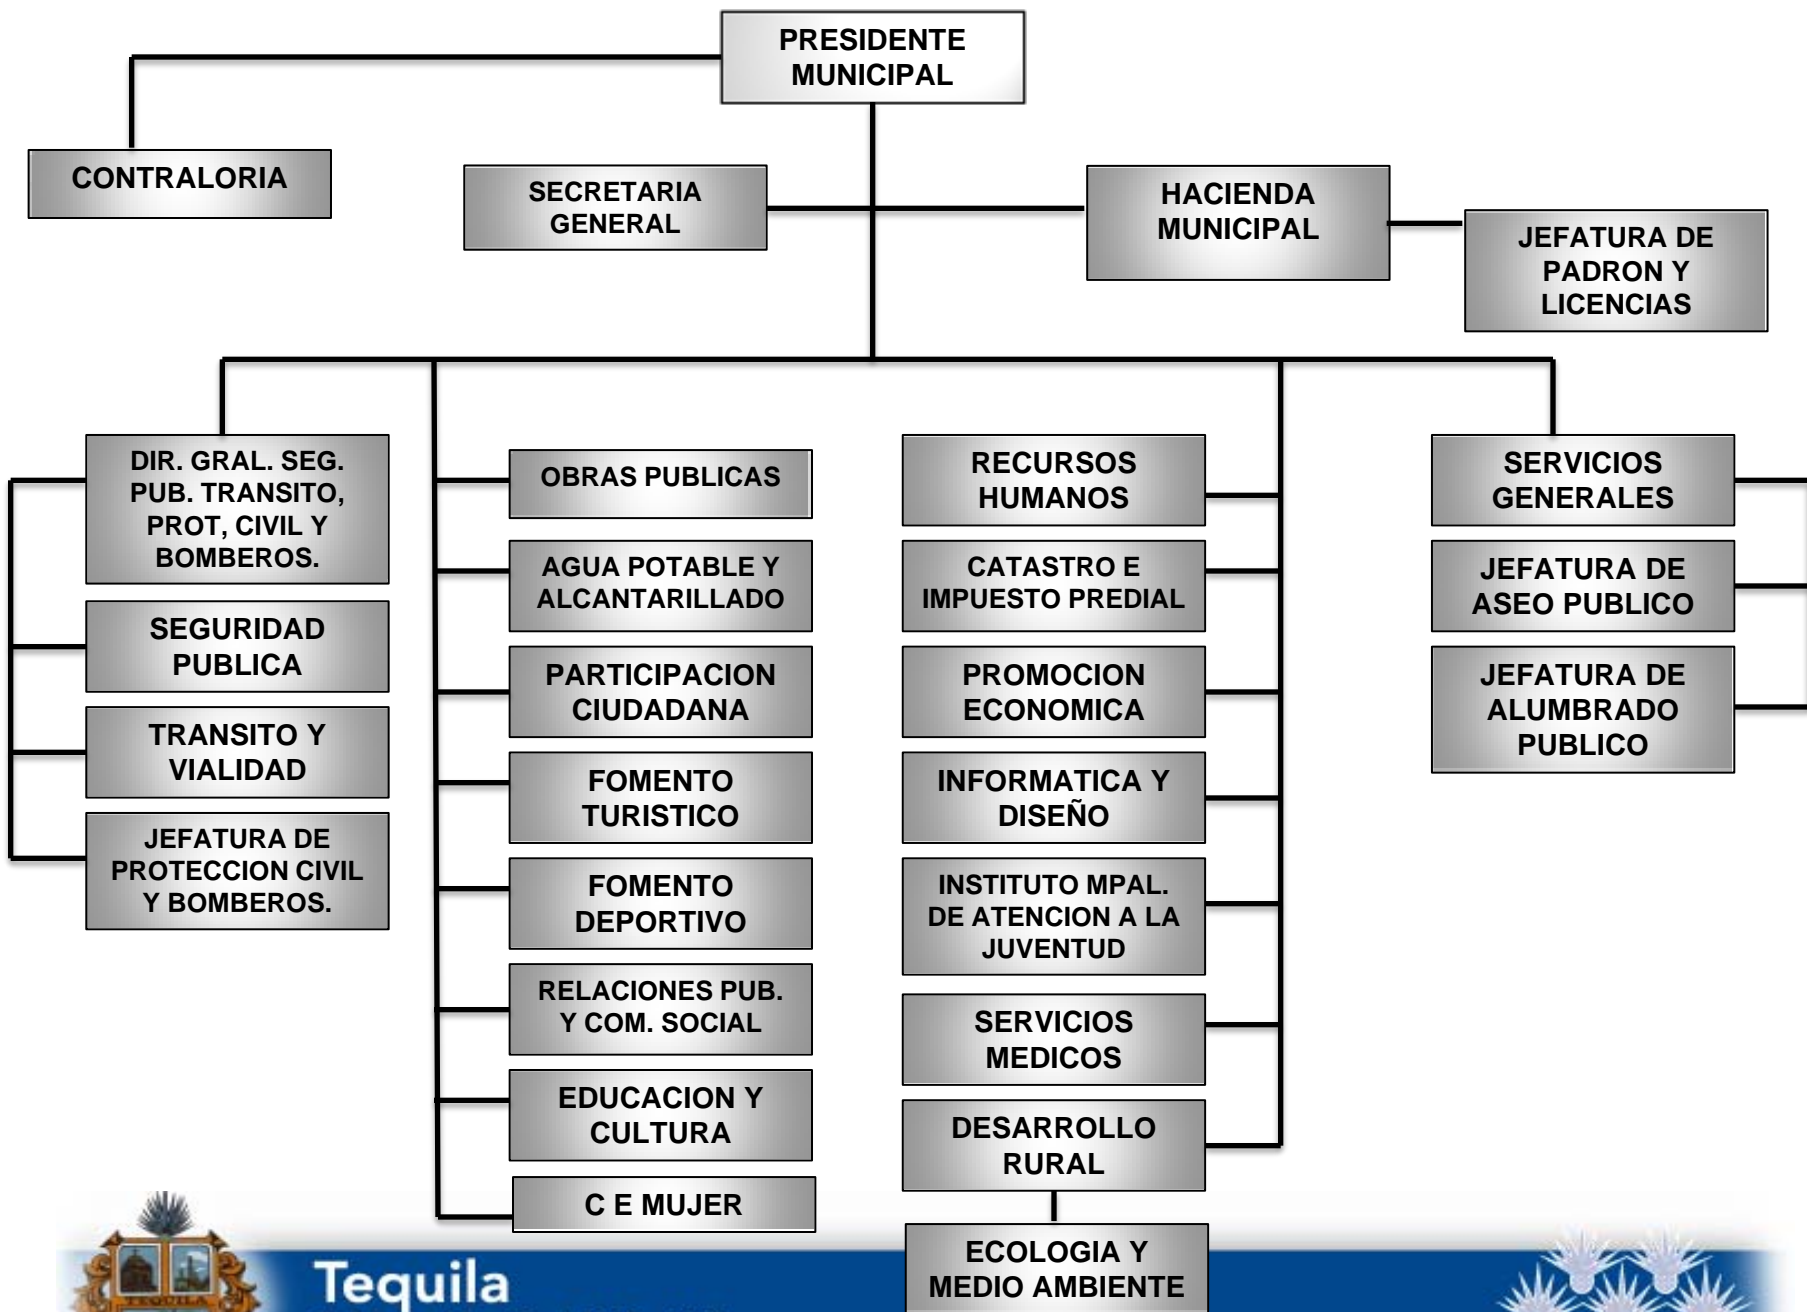 PRESIDENTE
MUNICIPAL
CONTRALORIA
SECRETARIA
GENERAL
HACIENDA
MUNICIPAL
JEFATURA DE
PADRON Y
LICENCIAS
DIR. GRAL. SEG.
PUB. TRANSITO,
PROT, CIVIL Y
BOMBEROS.
SEGURIDAD
PUBLICA
TRANSITO Y
VIALIDAD
JEFATURA DE
PROTECCION CIVIL
Y BOMBEROS.
OBRAS PUBLICAS
AGUA POTABLE Y
ALCANTARILLADO
PARTICIPACION
CIUDADANA
FOMENTO
TURISTICO
FOMENTO
DEPORTIVO
RELACIONES PUB.
Y COM. SOCIAL
EDUCACION Y
CULTURA
C E MUJER
RECURSOS
HUMANOS
CATASTRO E
IMPUESTO PREDIAL
PROMOCION
ECONOMICA
INFORMATICA Y
DISEÑO
INSTITUTO MPAL.
DE ATENCION A LA
JUVENTUD
SERVICIOS
MEDICOS
DESARROLLO
RURAL
ECOLOGIA Y
MEDIO AMBIENTE
SERVICIOS
GENERALES
JEFATURA DE
ASEO PUBLICO
JEFATURA DE
ALUMBRADO
PUBLICO
TEQUILA
Tequila